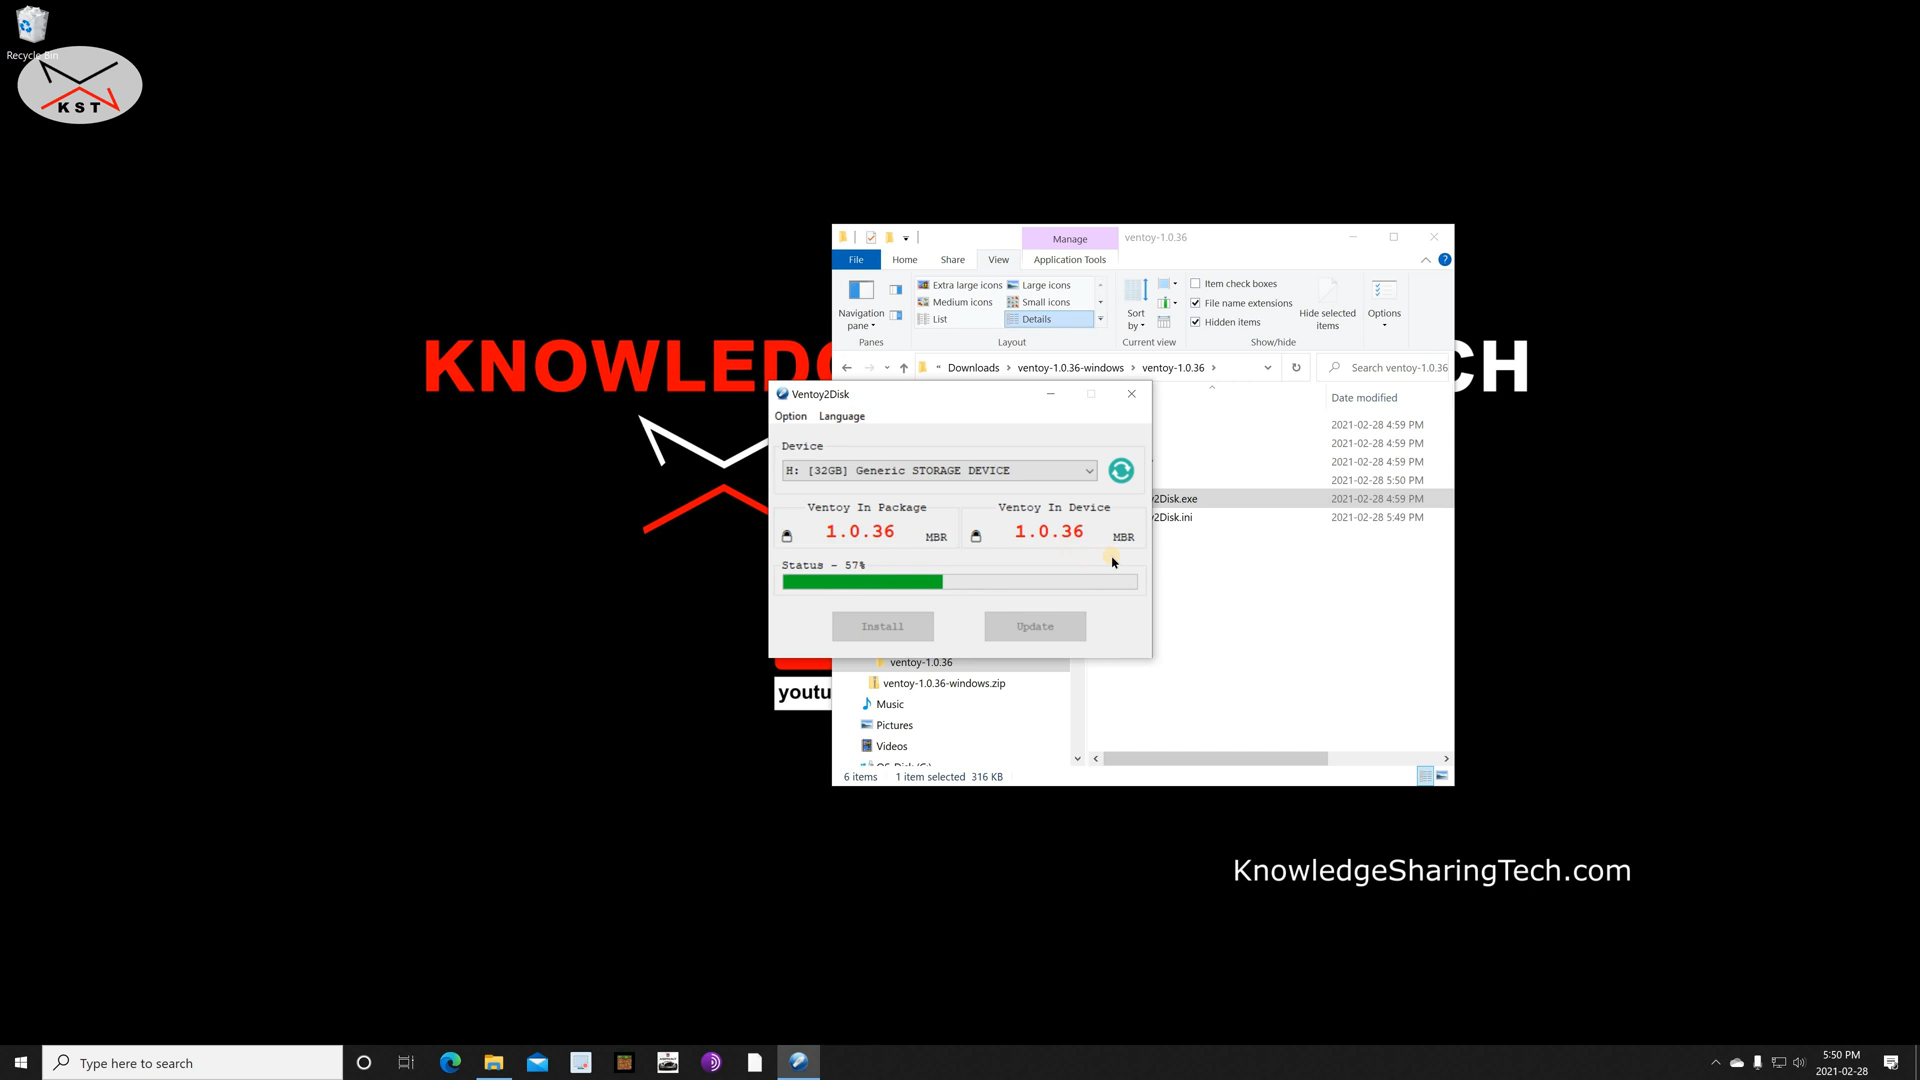 Recycle Bin
KST
KNOWLED
CH
Manage
ventoy-1.0.36
File
Home
Share
View
Application Tools
Navigation pane
Extra large icons
Large icons
Medium icons
Small icons
List
Details
Sort by
Item check boxes
File name extensions
Hidden items
Hide selected items
Options
Panes
Layout
Current view
Show/hide
Downloads › ventoy-1.0.36-windows › ventoy-1.0.36 ›
Search ventoy-1.0.36
Date modified
2021-02-28 4:59 PM
2021-02-28 4:59 PM
2021-02-28 4:59 PM
2021-02-28 5:50 PM
y2Disk.exe 2021-02-28 4:59 PM
y2Disk.ini 2021-02-28 5:49 PM
Ventoy2Disk
Option Language
Device
H: [32GB] Generic STORAGE DEVICE
Ventoy In Package
Ventoy In Device
1.0.36 MBR
1.0.36 MBR
Status - 57%
Install
Update
ventoy-1.0.36
ventoy-1.0.36-windows.zip
youtu
Music
Pictures
Videos
6 items 1 item selected 316 KB
KnowledgeSharingTech.com
Type here to search
5:50 PM
2021-02-28